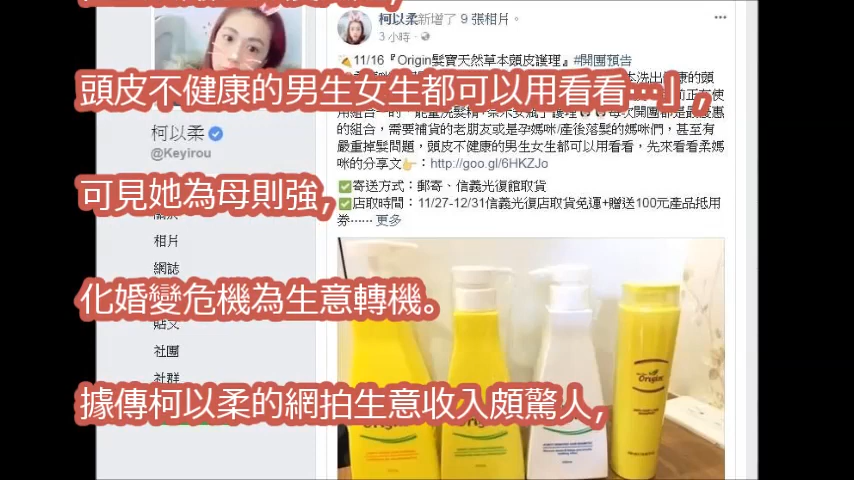 柯以柔新增了 9 張相片。
3 小時
11/16『Origin髮寶天然草本頭皮護理』#開團預告
頭皮不健康的男生女生都可以用看看…』,
的組合，需要補貨的老朋友或是孕媽咪/產後落髮的媽咪們，甚至有
嚴重掉髮問題，頭皮不健康的男生女生都可以用看看，先來看看柔媽
咪的分享文👉：http://goo.gl/6HKZJo
✅寄送方式：郵寄、信義光復館取貨
✅店取時間：11/27-12/31信義光復店取貨免運+贈送100元產品抵用
券⋯⋯ 更多
柯以柔
@Keyirou
可見她為母則強,
相片
網誌
化婚變危機為生意轉機。
貼文
社團
社群
據傳柯以柔的網拍生意收入頗驚人,
Origin